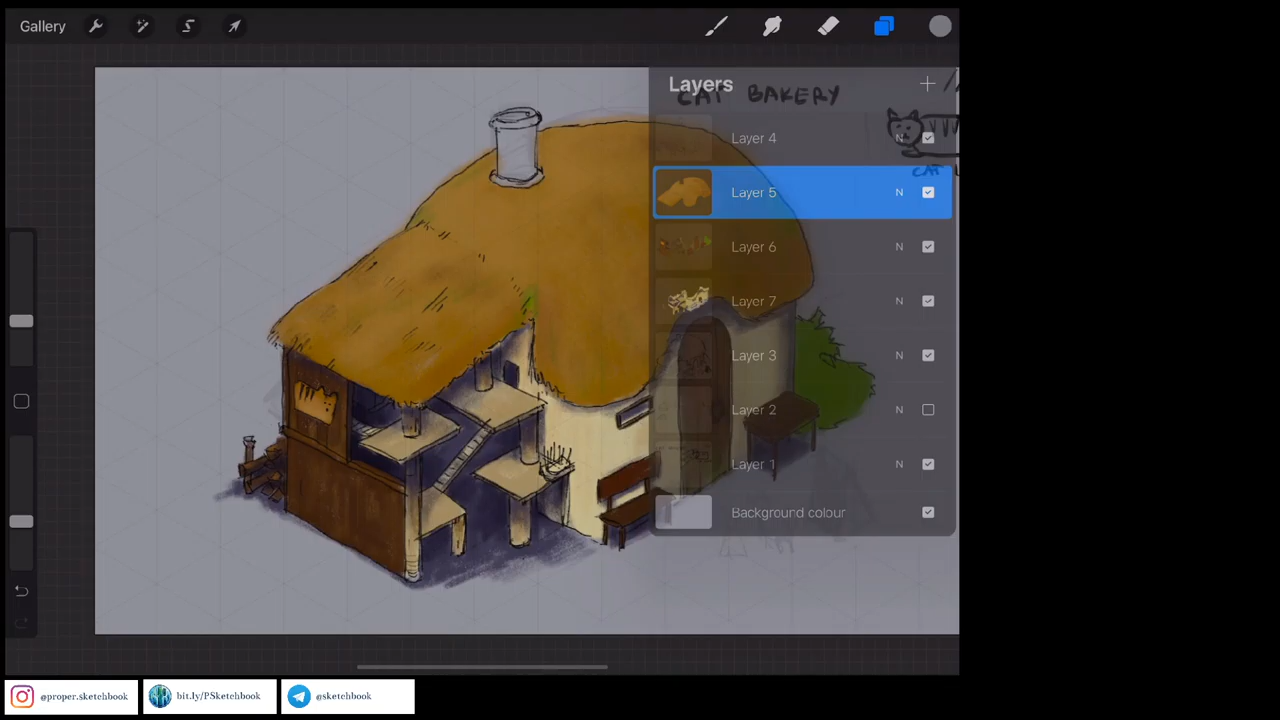 Gallery
Layers
CAT BAKERY
Layer 4 N
CAT
Layer 5 N
Layer 6 N
Layer 7 N
Layer 3 N
Layer 2 N
Layer 1 N
Background colour
@proper.sketchbook
bit.ly/PSketchbook
@sketchbook